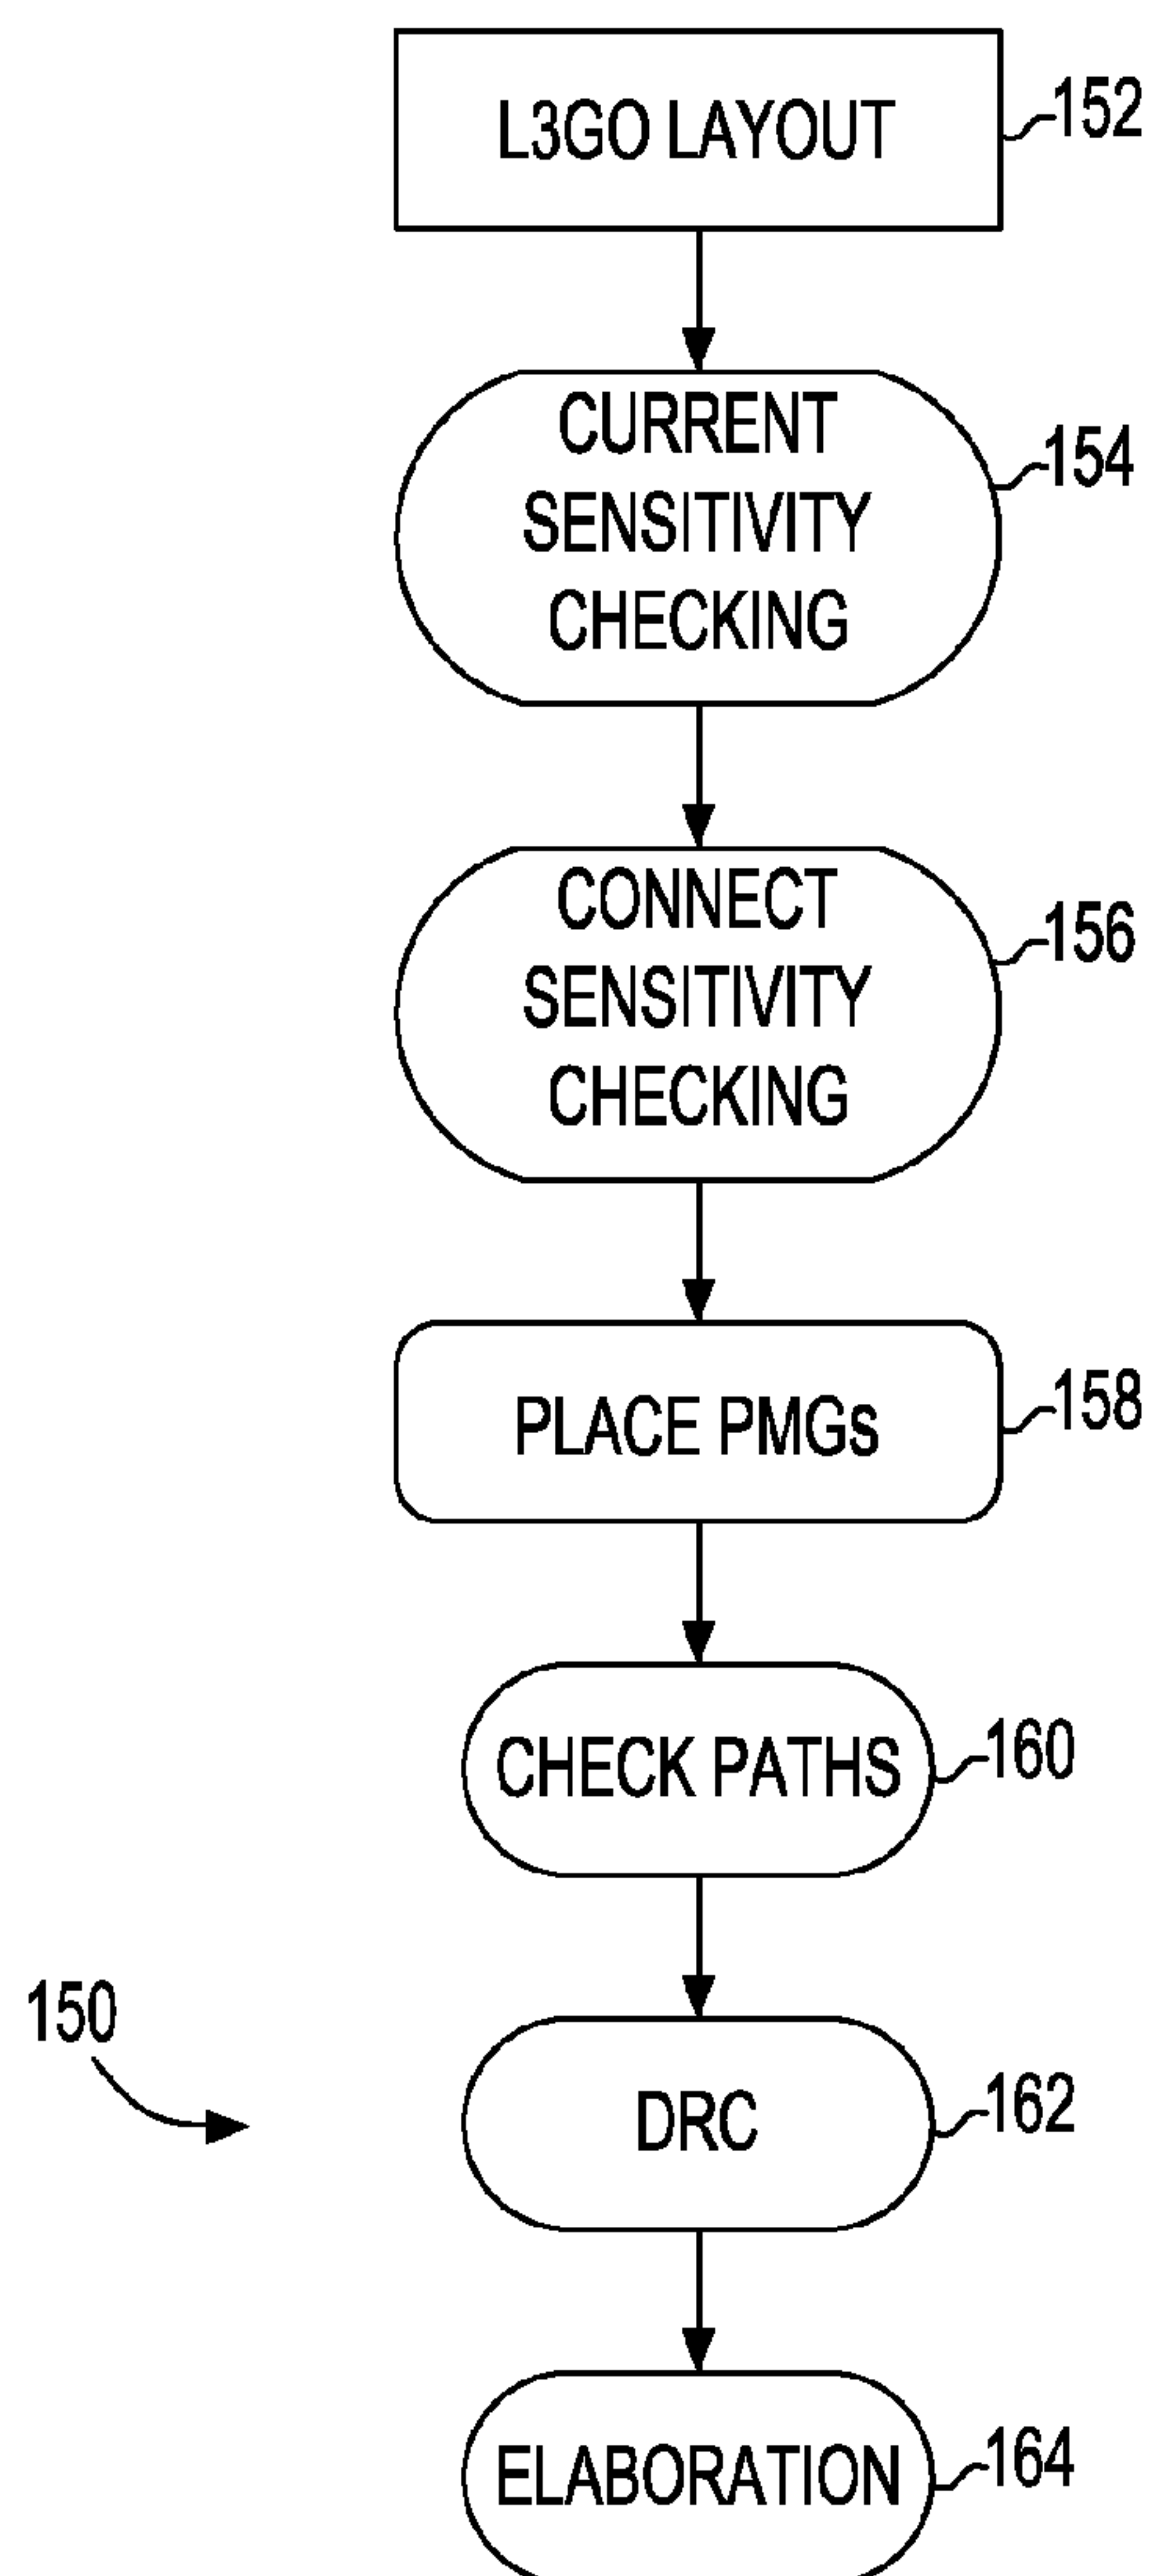 L3GO LAYOUT
152
CURRENT
SENSITIVITY
CHECKING
154
CONNECT
SENSITIVITY
CHECKING
156
PLACE PMGs
158
CHECK PATHS
160
150
DRC
162
ELABORATION
164